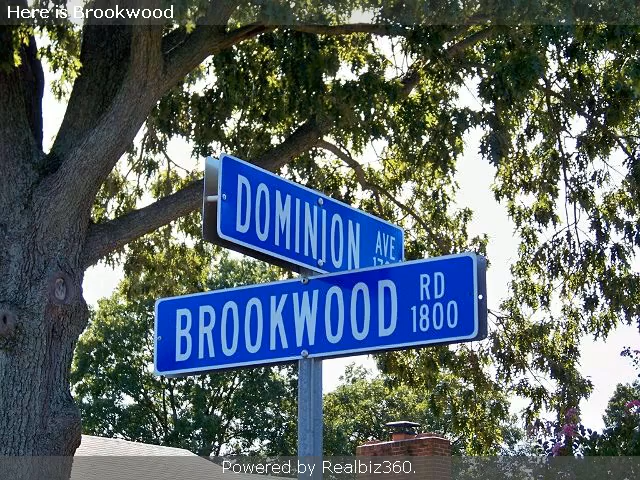 Here is Brookwood
DOMINION AVE
BROOKWOOD RD
1800
Powered by Realbiz360.